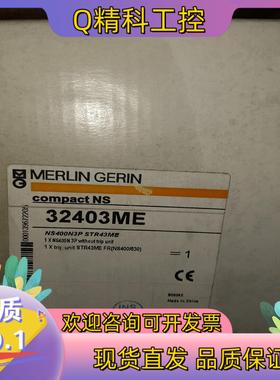 Q精科工控
MERLIN GERIN
compact NS
32403ME
NS400N3P STR43ME
1 X NS400N 3P without trip unit
1 X trip. unit STR43ME FR(NS400/630)
= 1
CE
Made in China
欢迎咨询可开发票
现货直发 品质保证